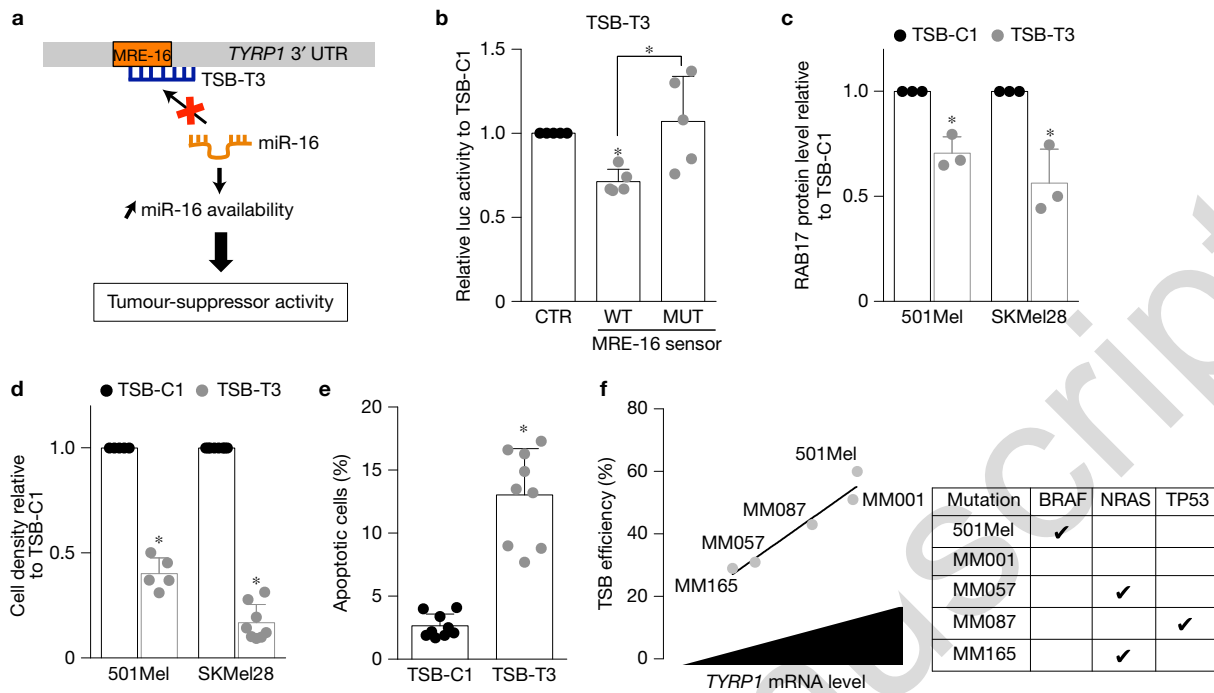 a
MRE-16
TYRP1 3′ UTR
TSB-T3
miR-16
miR-16 availability
Tumour-suppressor activity
b
TSB-T3
Relative luc activity to TSB-C1
1.5
1.0
0.5
0
*
*
CTR
WT
MUT
MRE-16 sensor
c
TSB-C1
TSB-T3
RAB17 protein level relative
to TSB-C1
1.0
0.5
0
*
*
501Mel
SKMel28
d
TSB-C1
TSB-T3
Cell density relative
to TSB-C1
1.0
0.5
0
*
*
501Mel
SKMel28
e
Apoptotic cells (%)
20
15
10
5
0
*
TSB-C1
TSB-T3
f
TSB efficiency (%)
80
60
40
20
0
501Mel
MM001
MM087
MM057
MM165
TYRP1 mRNA level
Mutation BRAF NRAS TP53
501Mel ✔
MM001
MM057 ✔
MM087 ✔
MM165 ✔
uscript